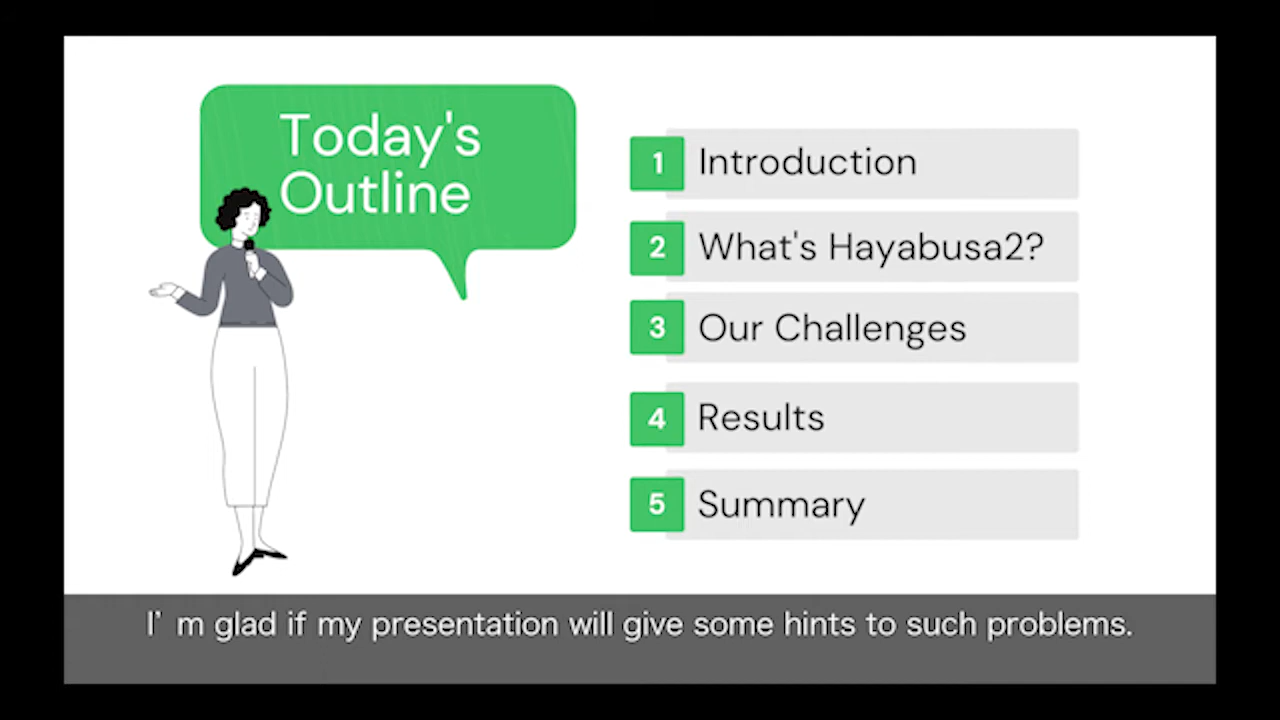 Today's
Outline
1 Introduction
2 What's Hayabusa2?
3 Our Challenges
4 Results
5 Summary
I’ m glad if my presentation will give some hints to such problems.